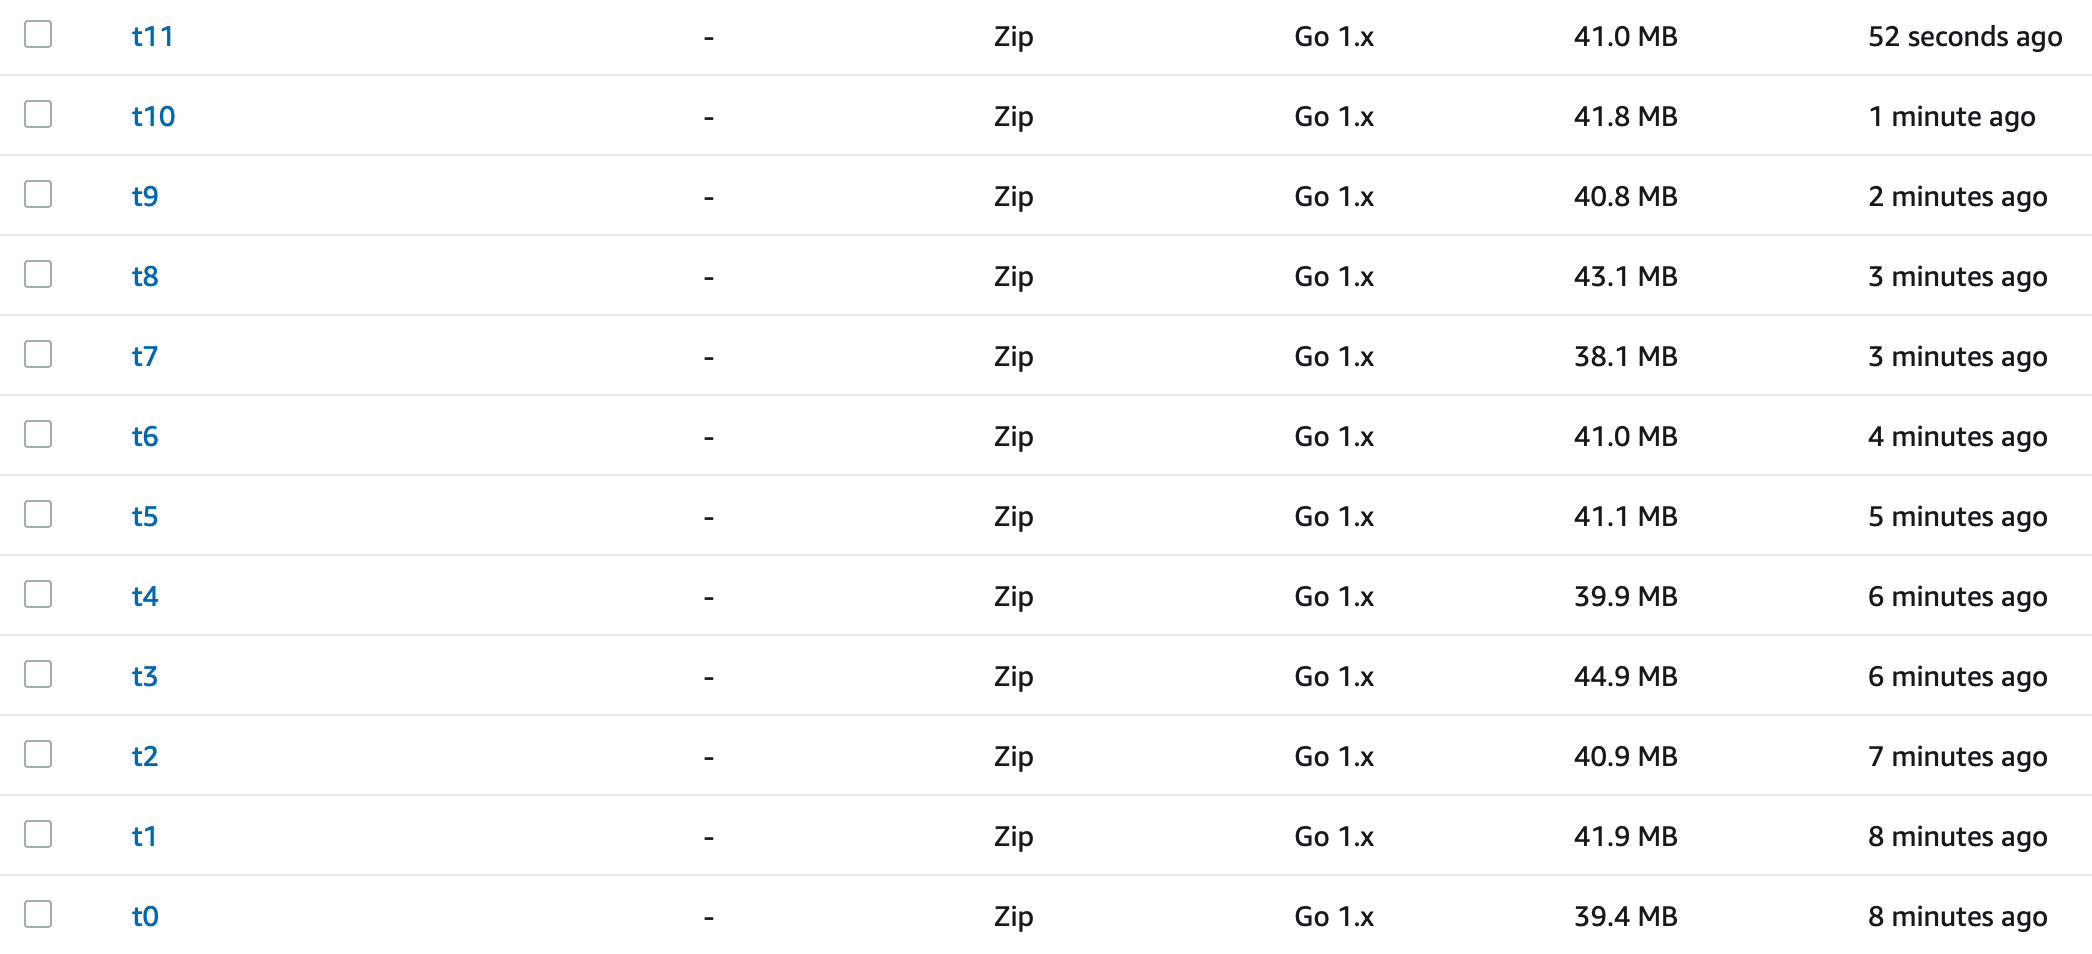 t11 - Zip Go 1.x 41.0 MB 52 seconds ago
t10 - Zip Go 1.x 41.8 MB 1 minute ago
t9 - Zip Go 1.x 40.8 MB 2 minutes ago
t8 - Zip Go 1.x 43.1 MB 3 minutes ago
t7 - Zip Go 1.x 38.1 MB 3 minutes ago
t6 - Zip Go 1.x 41.0 MB 4 minutes ago
t5 - Zip Go 1.x 41.1 MB 5 minutes ago
t4 - Zip Go 1.x 39.9 MB 6 minutes ago
t3 - Zip Go 1.x 44.9 MB 6 minutes ago
t2 - Zip Go 1.x 40.9 MB 7 minutes ago
t1 - Zip Go 1.x 41.9 MB 8 minutes ago
t0 - Zip Go 1.x 39.4 MB 8 minutes ago